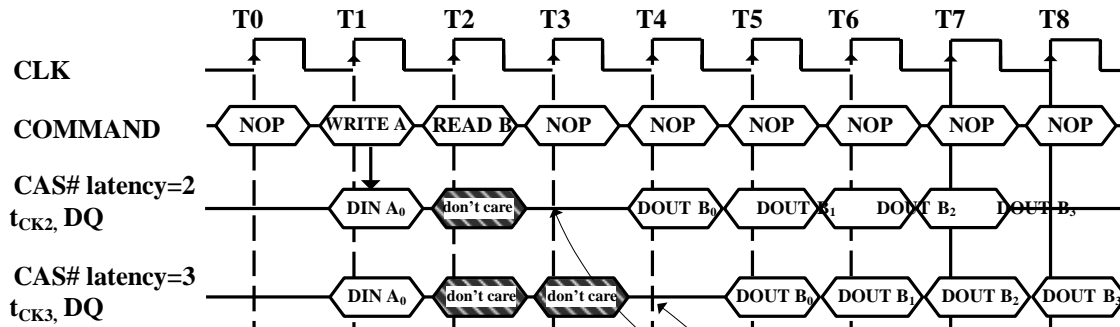 T0 T1 T2 T3 T4 T5 T6 T7 T8
CLK
COMMAND NOP WRITE A READ B NOP NOP NOP NOP NOP NOP
CAS# latency=2
tCK2, DQ DIN A0 don't care DOUT B0 DOUT B1 DOUT B2 DOUT B3
CAS# latency=3
tCK3, DQ DIN A0 don't care don't care DOUT B0 DOUT B1 DOUT B2 DOUT B3